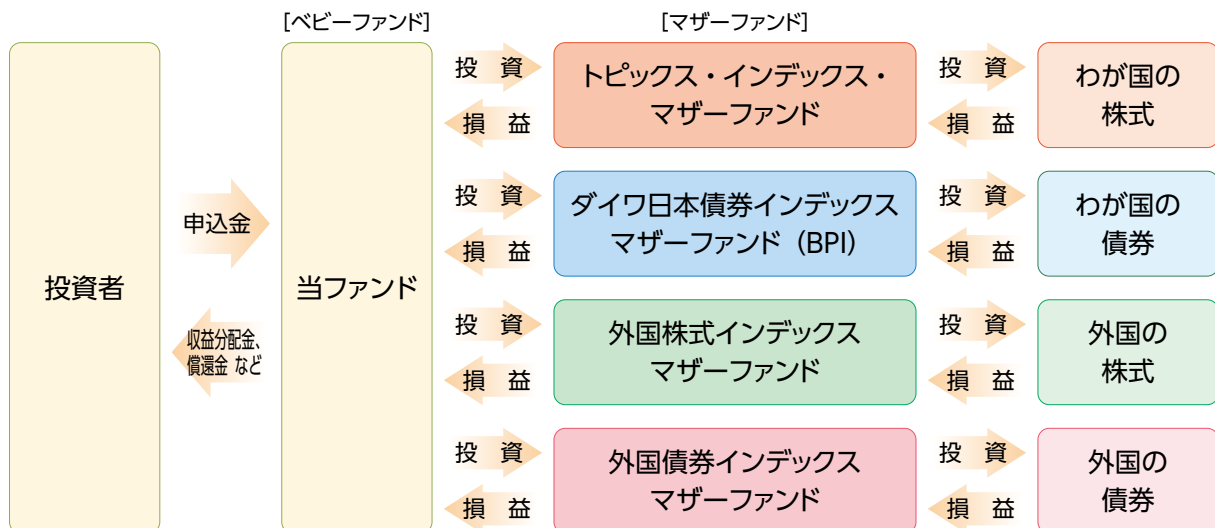 [ベビーファンド]
[マザーファンド]
投資者
申込金
収益分配金、
償還金 など
当ファンド
投 資
損 益
トピックス・インデックス・
マザーファンド
投 資
損 益
わが国の
株式
投 資
損 益
ダイワ日本債券インデックス
マザーファンド（BPI）
投 資
損 益
わが国の
債券
投 資
損 益
外国株式インデックス
マザーファンド
投 資
損 益
外国の
株式
投 資
損 益
外国債券インデックス
マザーファンド
投 資
損 益
外国の
債券